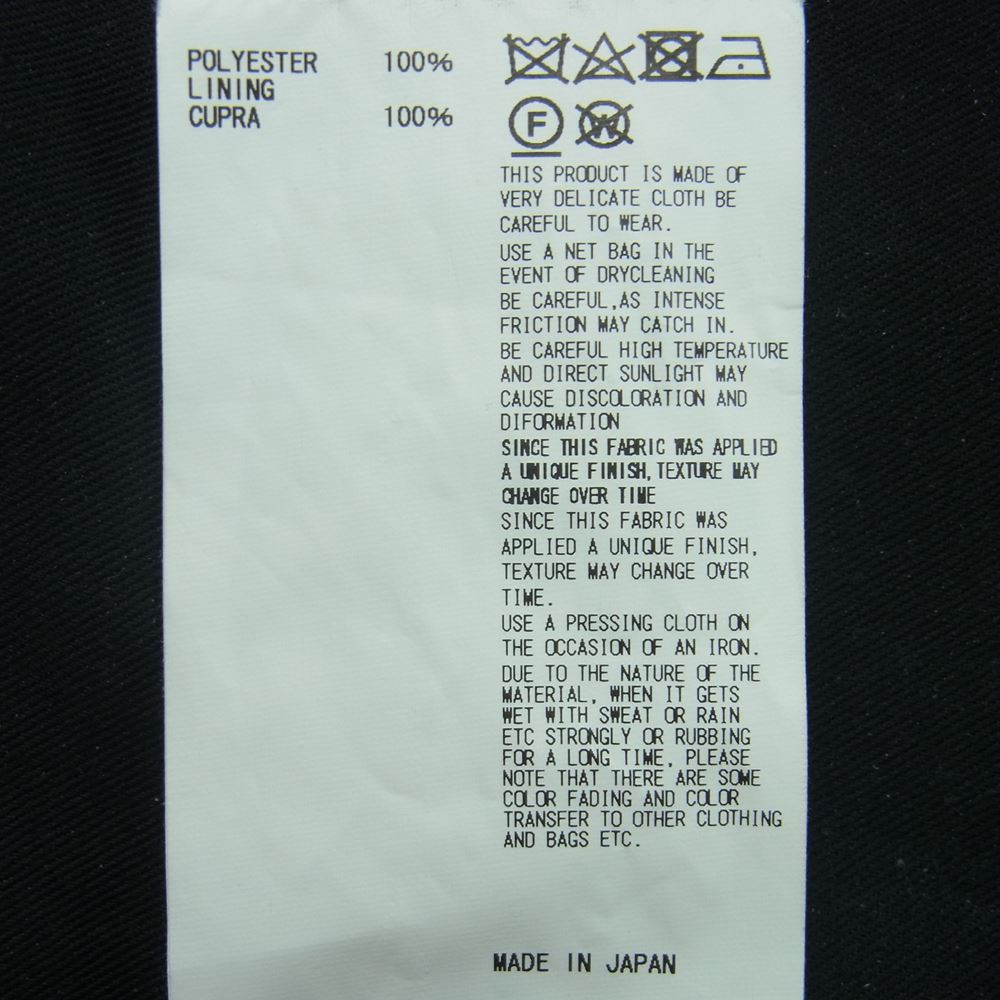 POLYESTER 100%
LINING
CUPRA 100%
F W
THIS PRODUCT IS MADE OF
VERY DELICATE CLOTH BE
CAREFUL TO WEAR.
USE A NET BAG IN THE
EVENT OF DRYCLEANING
BE CAREFUL,AS INTENSE
FRICTION MAY CATCH IN.
BE CAREFUL HIGH TEMPERATURE
AND DIRECT SUNLIGHT MAY
CAUSE DISCOLORATION AND
DIFORMATION
SINCE THIS FABRIC WAS APPLIED
A UNIQUE FINISH, TEXTURE MAY
CHANGE OVER TIME
SINCE THIS FABRIC WAS
APPLIED A UNIQUE FINISH,
TEXTURE MAY CHANGE OVER
TIME.
USE A PRESSING CLOTH ON
THE OCCASION OF AN IRON.
DUE TO THE NATURE OF THE
MATERIAL, WHEN IT GETS
WET WITH SWEAT OR RAIN
ETC STRONGLY OR RUBBING
FOR A LONG TIME, PLEASE
NOTE THAT THERE ARE SOME
COLOR FADING AND COLOR
TRANSFER TO OTHER CLOTHING
AND BAGS ETC.
MADE IN JAPAN